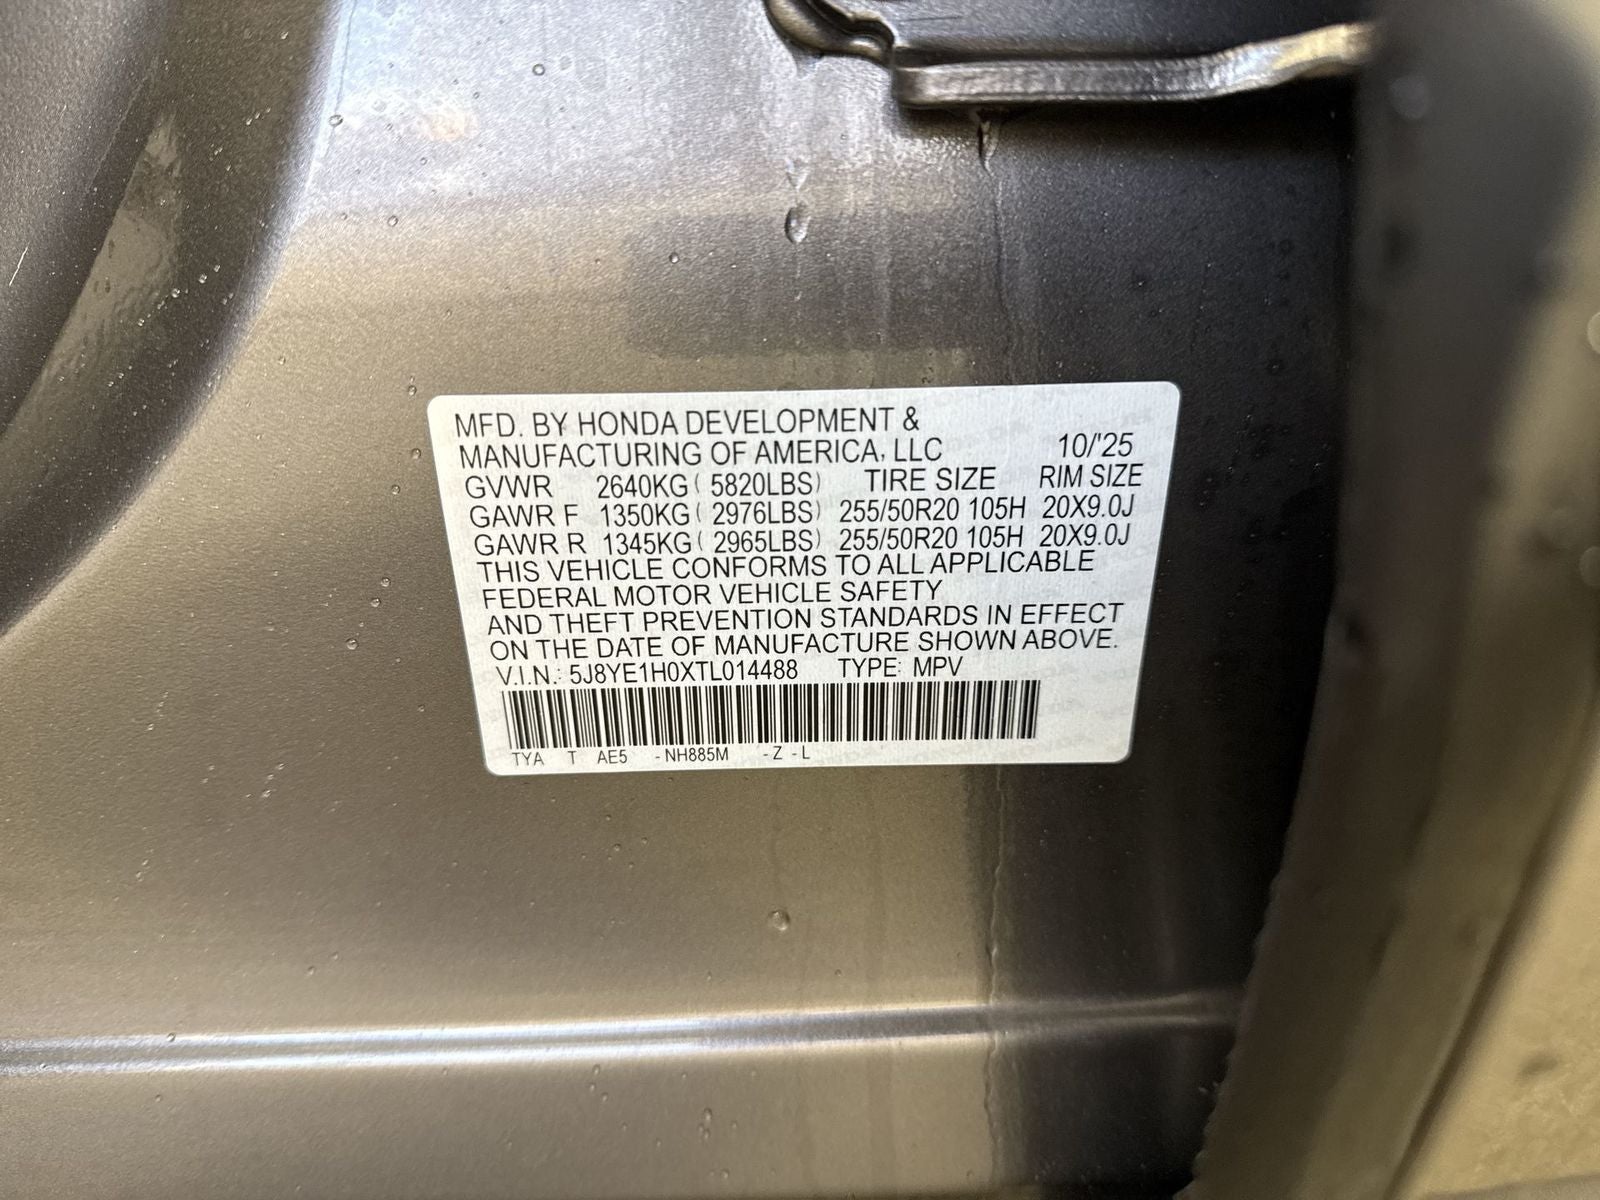 MFD. BY HONDA DEVELOPMENT &
MANUFACTURING OF AMERICA, LLC 10/'25
GVWR 2640KG ( 5820LBS) TIRE SIZE RIM SIZE
GAWR F 1350KG ( 2976LBS) 255/50R20 105H 20X9.0J
GAWR R 1345KG ( 2965LBS) 255/50R20 105H 20X9.0J
THIS VEHICLE CONFORMS TO ALL APPLICABLE
FEDERAL MOTOR VEHICLE SAFETY
AND THEFT PREVENTION STANDARDS IN EFFECT
ON THE DATE OF MANUFACTURE SHOWN ABOVE.
V.I.N.: 5J8YE1H0XTL014488 TYPE: MPV
TYA T AE5 -NH885M -Z -L